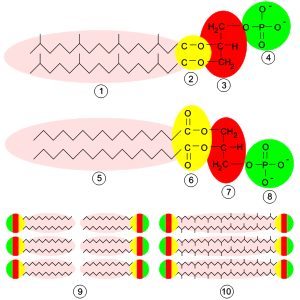 O⁻
H₂C O P O⁻
O
C O C H
C O CH₂
1 2 3 4
O
O
C O CH₂
C O C H
O
H₂C O P O⁻
O⁻
5 6 7 8
9 10